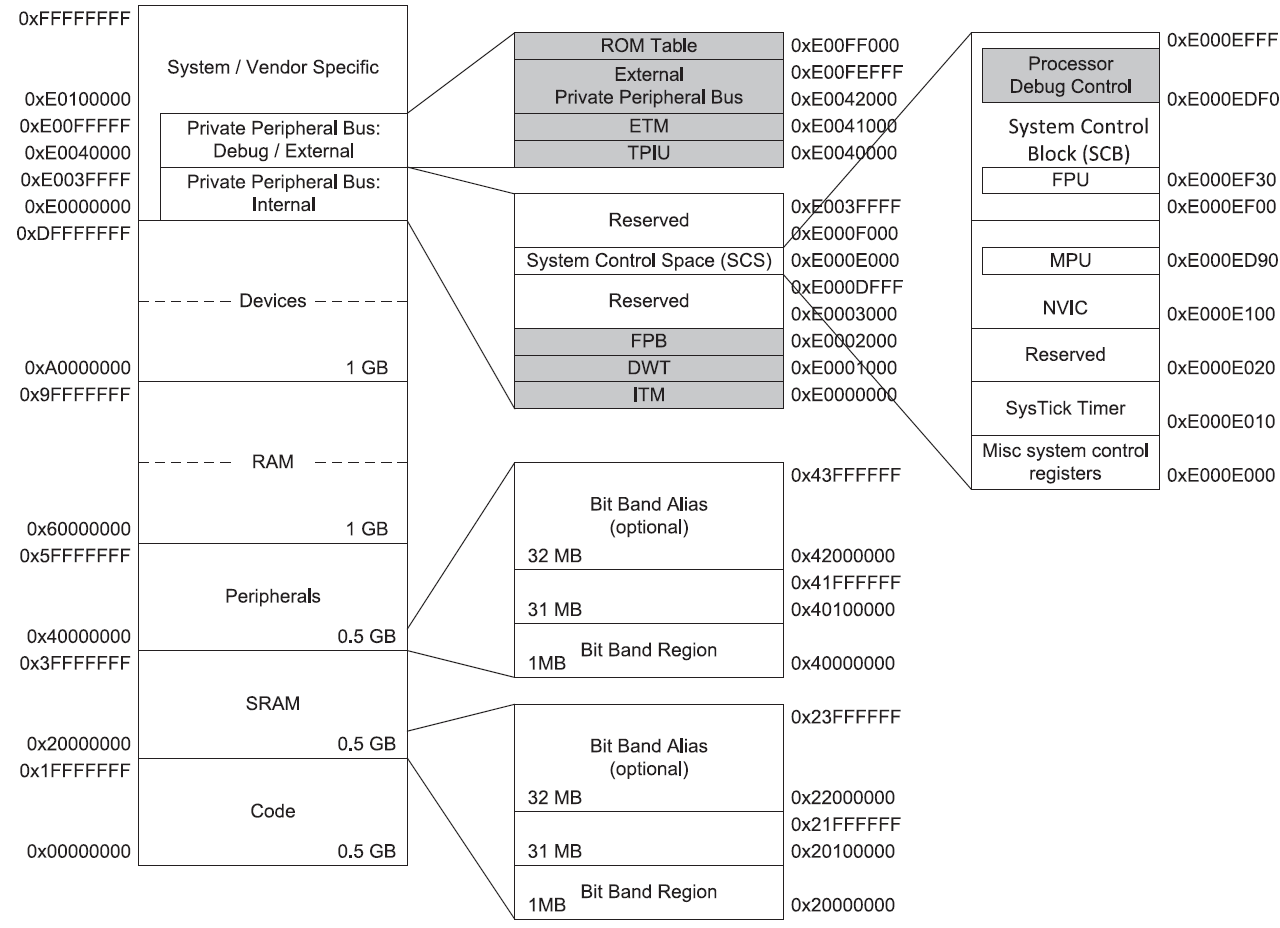 0xFFFFFFFF
System / Vendor Specific
0xE0100000
0xE00FFFFF
Private Peripheral Bus:
Debug / External
0xE0040000
0xE003FFFF
Private Peripheral Bus:
Internal
0xE0000000
0xDFFFFFFF
Devices
0xA0000000
1 GB
0x9FFFFFFF
RAM
0x60000000
1 GB
0x5FFFFFFF
Peripherals
0x40000000
0.5 GB
0x3FFFFFFF
SRAM
0x20000000
0.5 GB
0x1FFFFFFF
Code
0x00000000
0.5 GB
ROM Table
0xE00FF000
External
Private Peripheral Bus
0xE00FEFFF
0xE0042000
ETM
0xE0041000
TPIU
0xE0040000
Reserved
0xE003FFFF
0xE000F000
System Control Space (SCS)
0xE000E000
Reserved
0xE000DFFF
0xE0003000
FPB
0xE0002000
DWT
0xE0001000
ITM
0xE0000000
0x43FFFFFF
Bit Band Alias
(optional)
32 MB
0x42000000
0x41FFFFFF
31 MB
0x40100000
Bit Band Region
1MB
0x40000000
0x23FFFFFF
Bit Band Alias
(optional)
32 MB
0x22000000
0x21FFFFFF
31 MB
0x20100000
Bit Band Region
1MB
0x20000000
0xE000EFFF
Processor
Debug Control
0xE000EDF0
System Control
Block (SCB)
FPU
0xE000EF30
0xE000EF00
MPU
0xE000ED90
NVIC
0xE000E100
Reserved
0xE000E020
SysTick Timer
0xE000E010
Misc system control
registers
0xE000E000